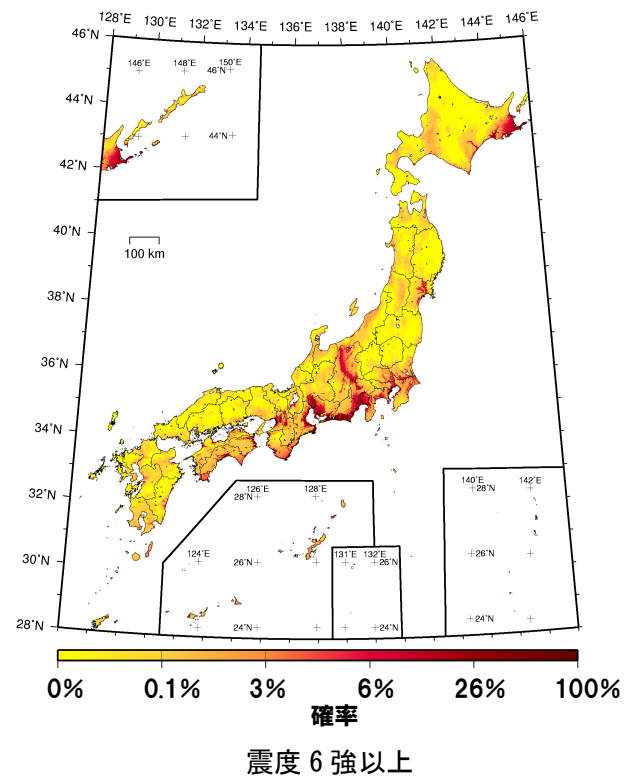 128°E 130°E 132°E 134°E 136°E 138°E 140°E 142°E 144°E 146°E
46°N
44°N
42°N
40°N
38°N
36°N
34°N
32°N
30°N
28°N
146°E 148°E 150°E
46°N
44°N
100 km
126°E 128°E
28°N
124°E
26°N
24°N
131°E 132°E
26°N
24°N
140°E 142°E
28°N
26°N
24°N
0% 0.1% 3% 6% 26% 100%
確率
震度6強以上